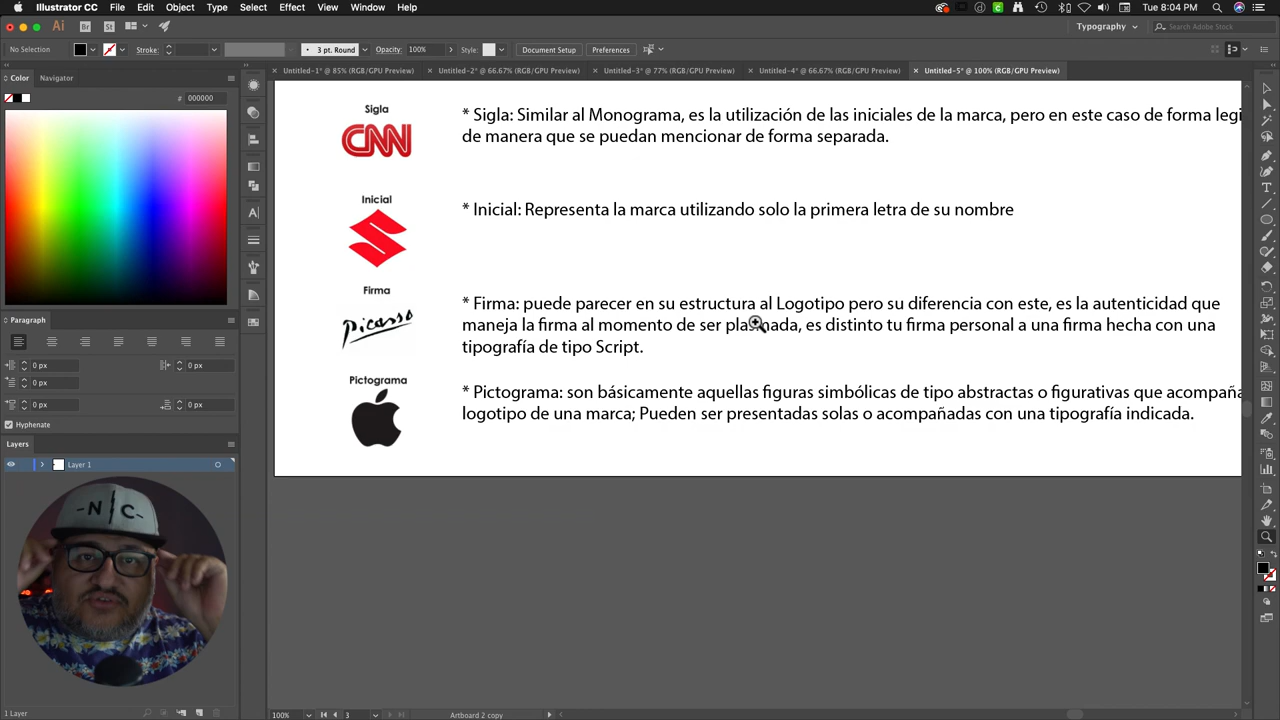 Illustrator CC File Edit Object Type Select Effect View Window Help
Tue 8:04 PM
Ai Br St
Typography
Search Adobe Stock
No Selection Stroke: 3 pt. Round Opacity: 100% Style: Document Setup Preferences
Color Navigator
Untitled-1* @ 85% (RGB/GPU Preview) Untitled-2* @ 66.67% (RGB/GPU Preview) Untitled-3* @ 77% (RGB/GPU Preview) Untitled-4* @ 66.67% (RGB/GPU Preview) Untitled-5* @ 100% (RGB/GPU Preview)
# 000000
Sigla
CNN
* Sigla: Similar al Monograma, es la utilización de las iniciales de la marca, pero en este caso de forma legi
de manera que se puedan mencionar de forma separada.
Inicial
* Inicial: Representa la marca utilizando solo la primera letra de su nombre
Firma
Picasso
* Firma: puede parecer en su estructura al Logotipo pero su diferencia con este, es la autenticidad que
maneja la firma al momento de ser plasmada, es distinto tu firma personal a una firma hecha con una
tipografía de tipo Script.
Pictograma
* Pictograma: son básicamente aquellas figuras simbólicas de tipo abstractas o figurativas que acompaña
logotipo de una marca; Pueden ser presentadas solas o acompañadas con una tipografía indicada.
Paragraph
0 px 0 px
0 px
0 px 0 px
Hyphenate
Layers
Layer 1
-N C-
1 Layer
100% 3 Artboard 2 copy